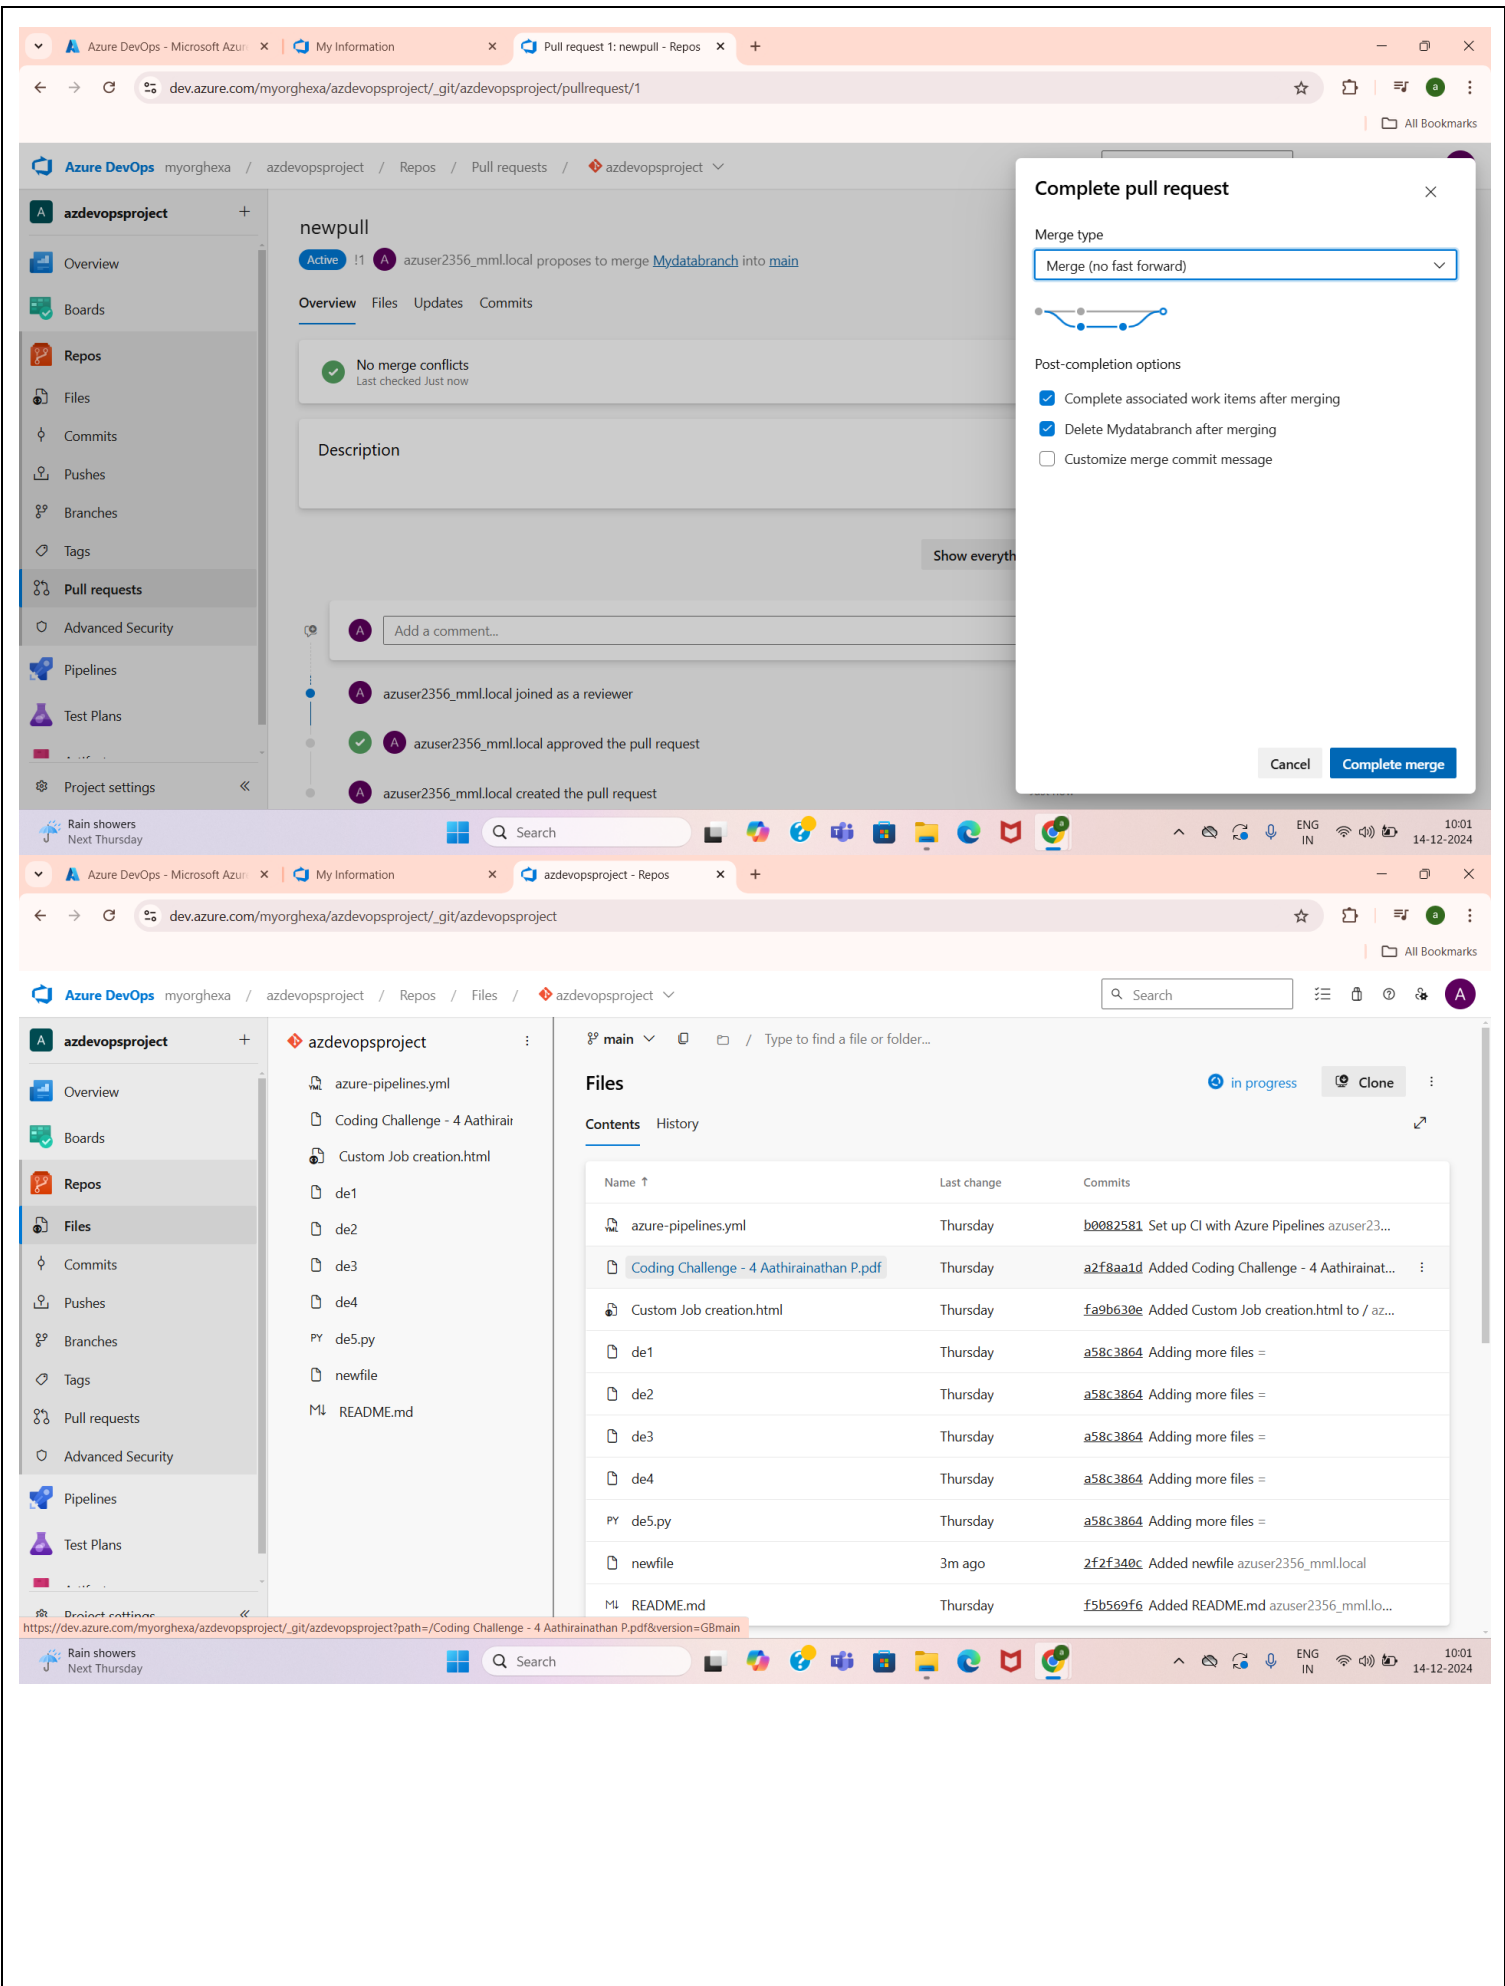 Azure DevOps - Microsoft Azur
My Information
Pull request 1: newpull - Repos
dev.azure.com/myorghexa/azdevopsproject/_git/azdevopsproject/pullrequest/1
All Bookmarks
Azure DevOps myorghexa / azdevopsproject / Repos / Pull requests / azdevopsproject
A azdevopsproject +
Overview
Boards
Repos
Files
Commits
Pushes
Branches
Tags
Pull requests
Advanced Security
Pipelines
Test Plans
Project settings
newpull
Active !1 A azuser2356_mml.local proposes to merge Mydatabranch into main
Overview Files Updates Commits
No merge conflicts
Last checked Just now
Description
Show everyth
A Add a comment...
A azuser2356_mml.local joined as a reviewer
A azuser2356_mml.local approved the pull request
A azuser2356_mml.local created the pull request
Complete pull request
Merge type
Merge (no fast forward)
Post-completion options
Complete associated work items after merging
Delete Mydatabranch after merging
Customize merge commit message
Cancel Complete merge
Rain showers
Next Thursday
Search
ENG
IN
10:01
14-12-2024
Azure DevOps - Microsoft Azur
My Information
azdevopsproject - Repos
dev.azure.com/myorghexa/azdevopsproject/_git/azdevopsproject
All Bookmarks
Azure DevOps myorghexa / azdevopsproject / Repos / Files / azdevopsproject
Search
A
A azdevopsproject +
Overview
Boards
Repos
Files
Commits
Pushes
Branches
Tags
Pull requests
Advanced Security
Pipelines
Test Plans
Project settings
azdevopsproject
azure-pipelines.yml
Coding Challenge - 4 Aathirair
Custom Job creation.html
de1
de2
de3
de4
PY de5.py
newfile
M↓ README.md
main / Type to find a file or folder...
Files
in progress Clone
Contents History
Name ↑ Last change Commits
azure-pipelines.yml Thursday b0082581 Set up CI with Azure Pipelines azuser23...
Coding Challenge - 4 Aathirainathan P.pdf Thursday a2f8aa1d Added Coding Challenge - 4 Aathirainat...
Custom Job creation.html Thursday fa9b630e Added Custom Job creation.html to / az...
de1 Thursday a58c3864 Adding more files =
de2 Thursday a58c3864 Adding more files =
de3 Thursday a58c3864 Adding more files =
de4 Thursday a58c3864 Adding more files =
PY de5.py Thursday a58c3864 Adding more files =
newfile 3m ago 2f2f340c Added newfile azuser2356_mml.local
M↓ README.md Thursday f5b569f6 Added README.md azuser2356_mml.lo...
https://dev.azure.com/myorghexa/azdevopsproject/_git/azdevopsproject?path=/Coding Challenge - 4 Aathirainathan P.pdf&version=GBmain
Rain showers
Next Thursday
Search
ENG
IN
10:01
14-12-2024